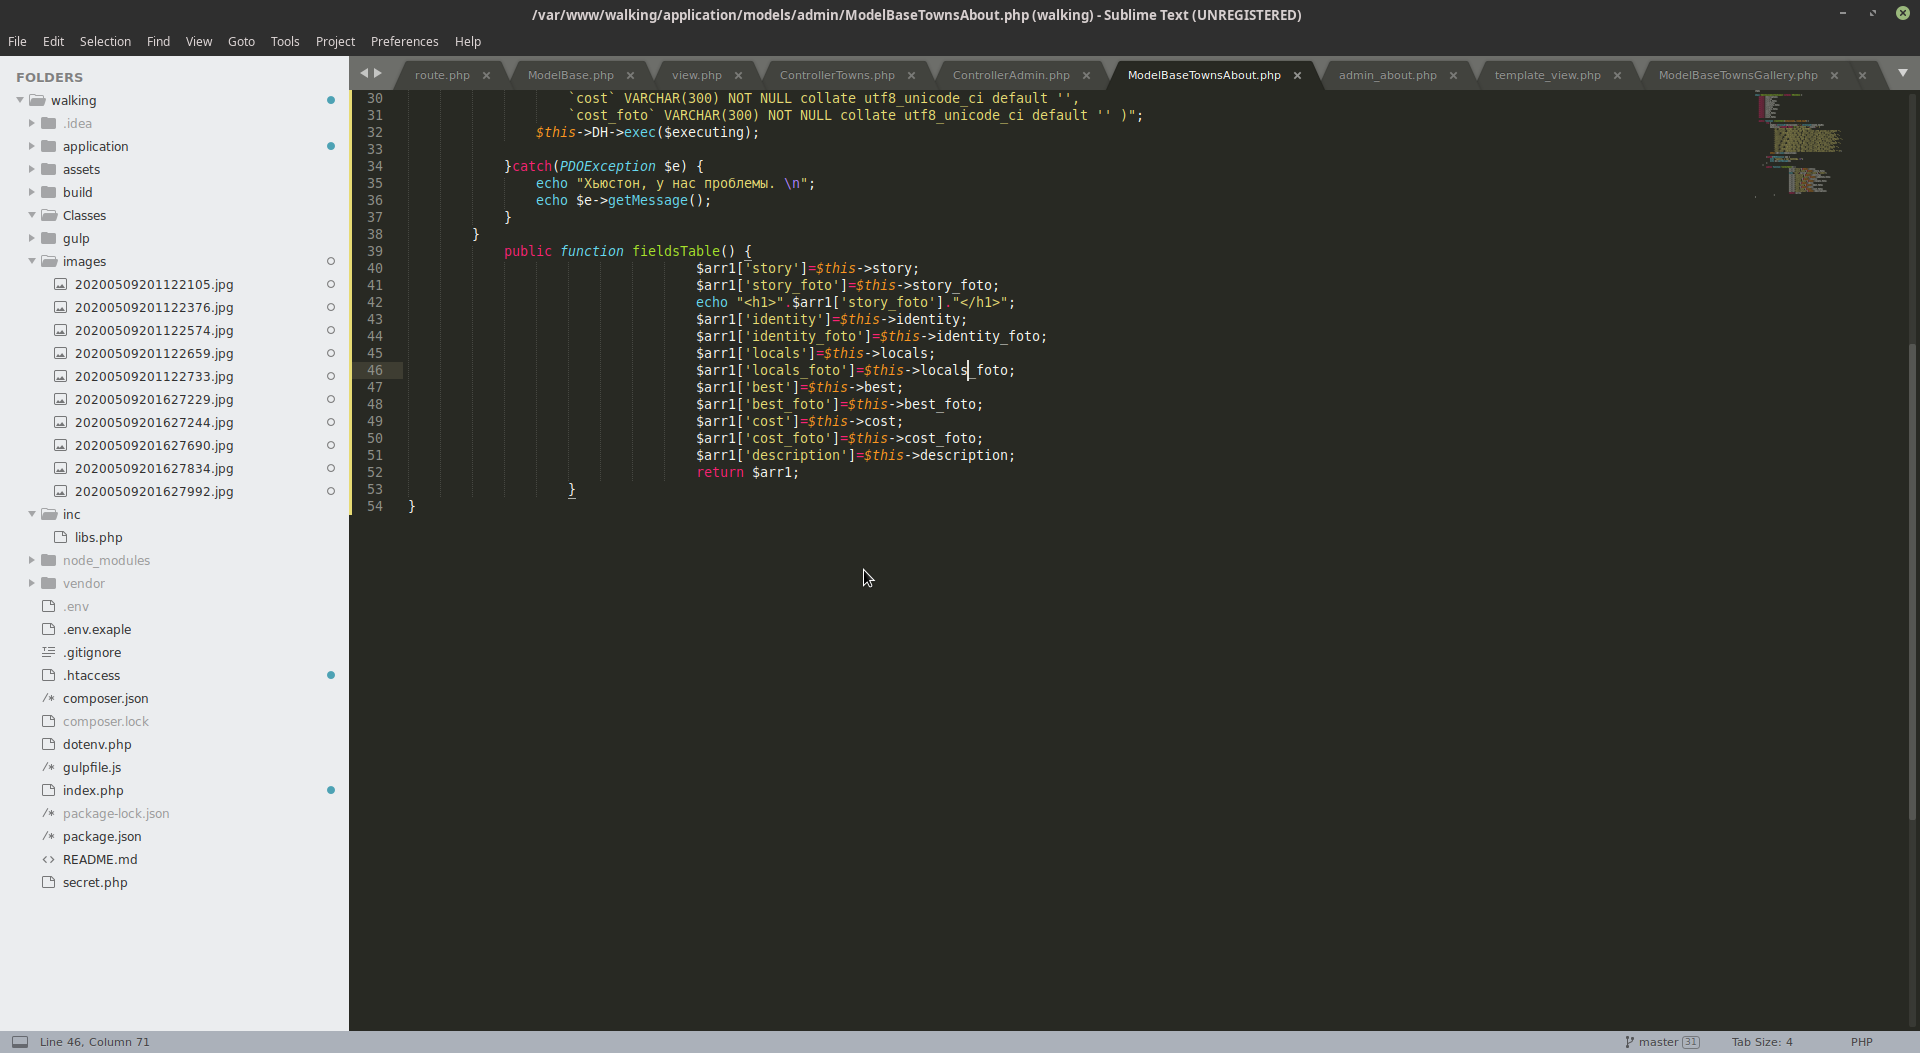 /var/www/walking/application/models/admin/ModelBaseTownsAbout.php (walking) - Sublime Text (UNREGISTERED)
File Edit Selection Find View Goto Tools Project Preferences Help
FOLDERS
walking
.idea
application
assets
build
Classes
gulp
images
20200509201122105.jpg
20200509201122376.jpg
20200509201122574.jpg
20200509201122659.jpg
20200509201122733.jpg
20200509201627229.jpg
20200509201627244.jpg
20200509201627690.jpg
20200509201627834.jpg
20200509201627992.jpg
inc
libs.php
node_modules
vendor
.env
.env.exaple
.gitignore
.htaccess
composer.json
composer.lock
dotenv.php
gulpfile.js
index.php
package-lock.json
package.json
README.md
secret.php
route.php ModelBase.php view.php ControllerTowns.php ControllerAdmin.php ModelBaseTownsAbout.php admin_about.php template_view.php ModelBaseTownsGallery.php
30 `cost` VARCHAR(300) NOT NULL collate utf8_unicode_ci default '',
31 `cost_foto` VARCHAR(300) NOT NULL collate utf8_unicode_ci default '' )";
32 $this->DH->exec($executing);
33
34 }catch(PDOException $e) {
35 echo "Хьюстон, у нас проблемы. \n";
36 echo $e->getMessage();
37 }
38 }
39 public function fieldsTable() {
40 $arr1['story']=$this->story;
41 $arr1['story_foto']=$this->story_foto;
42 echo "<h1>".$arr1['story_foto']."</h1>";
43 $arr1['identity']=$this->identity;
44 $arr1['identity_foto']=$this->identity_foto;
45 $arr1['locals']=$this->locals;
46 $arr1['locals_foto']=$this->locals_foto;
47 $arr1['best']=$this->best;
48 $arr1['best_foto']=$this->best_foto;
49 $arr1['cost']=$this->cost;
50 $arr1['cost_foto']=$this->cost_foto;
51 $arr1['description']=$this->description;
52 return $arr1;
53 }
54 }
Line 46, Column 71 master 31 Tab Size: 4 PHP